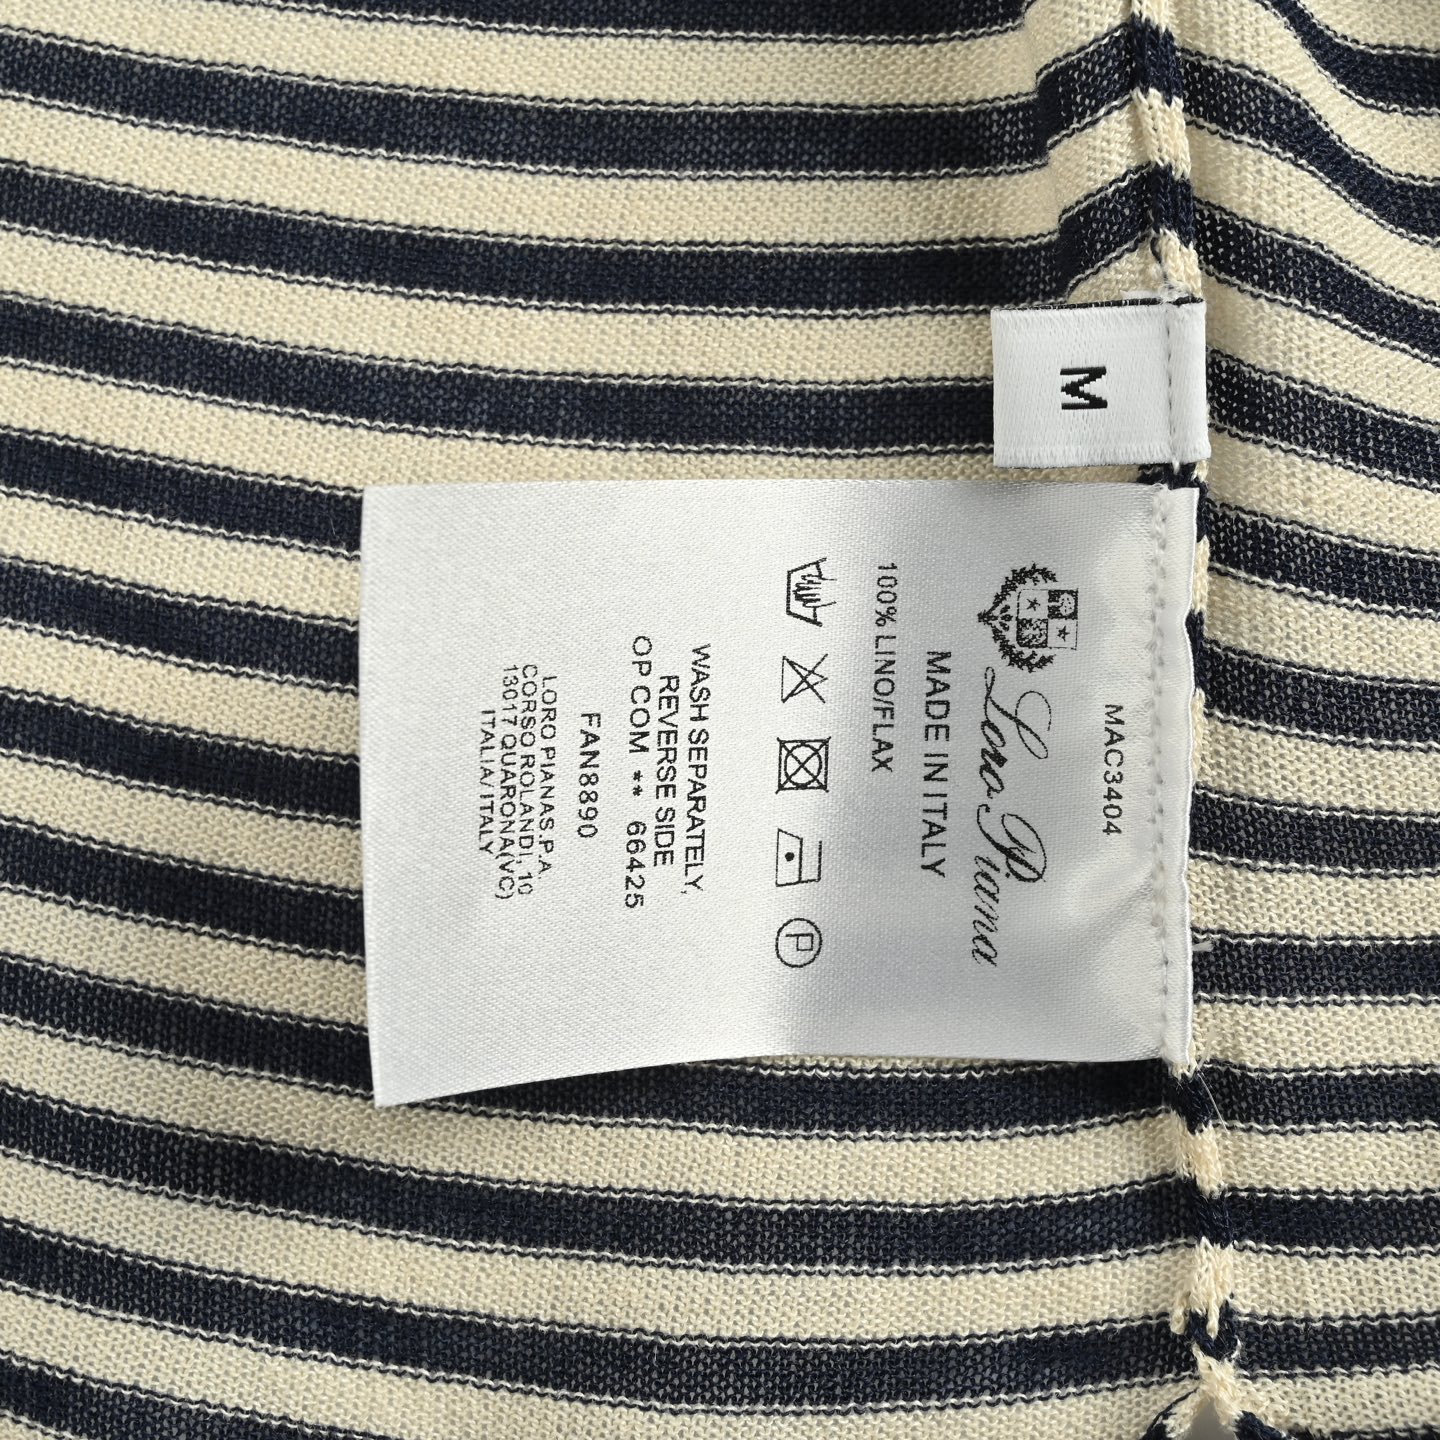 M
MAC3404
Loro Piana
MADE IN ITALY
100% LINO/FLAX
P
WASH SEPARATELY,
REVERSE SIDE
OP COM ** 66425
FAN8890
LORO PIANA S.P.A.
CORSO ROLANDI, 10
13017 QUARONA(VC)
ITALIA/ITALY